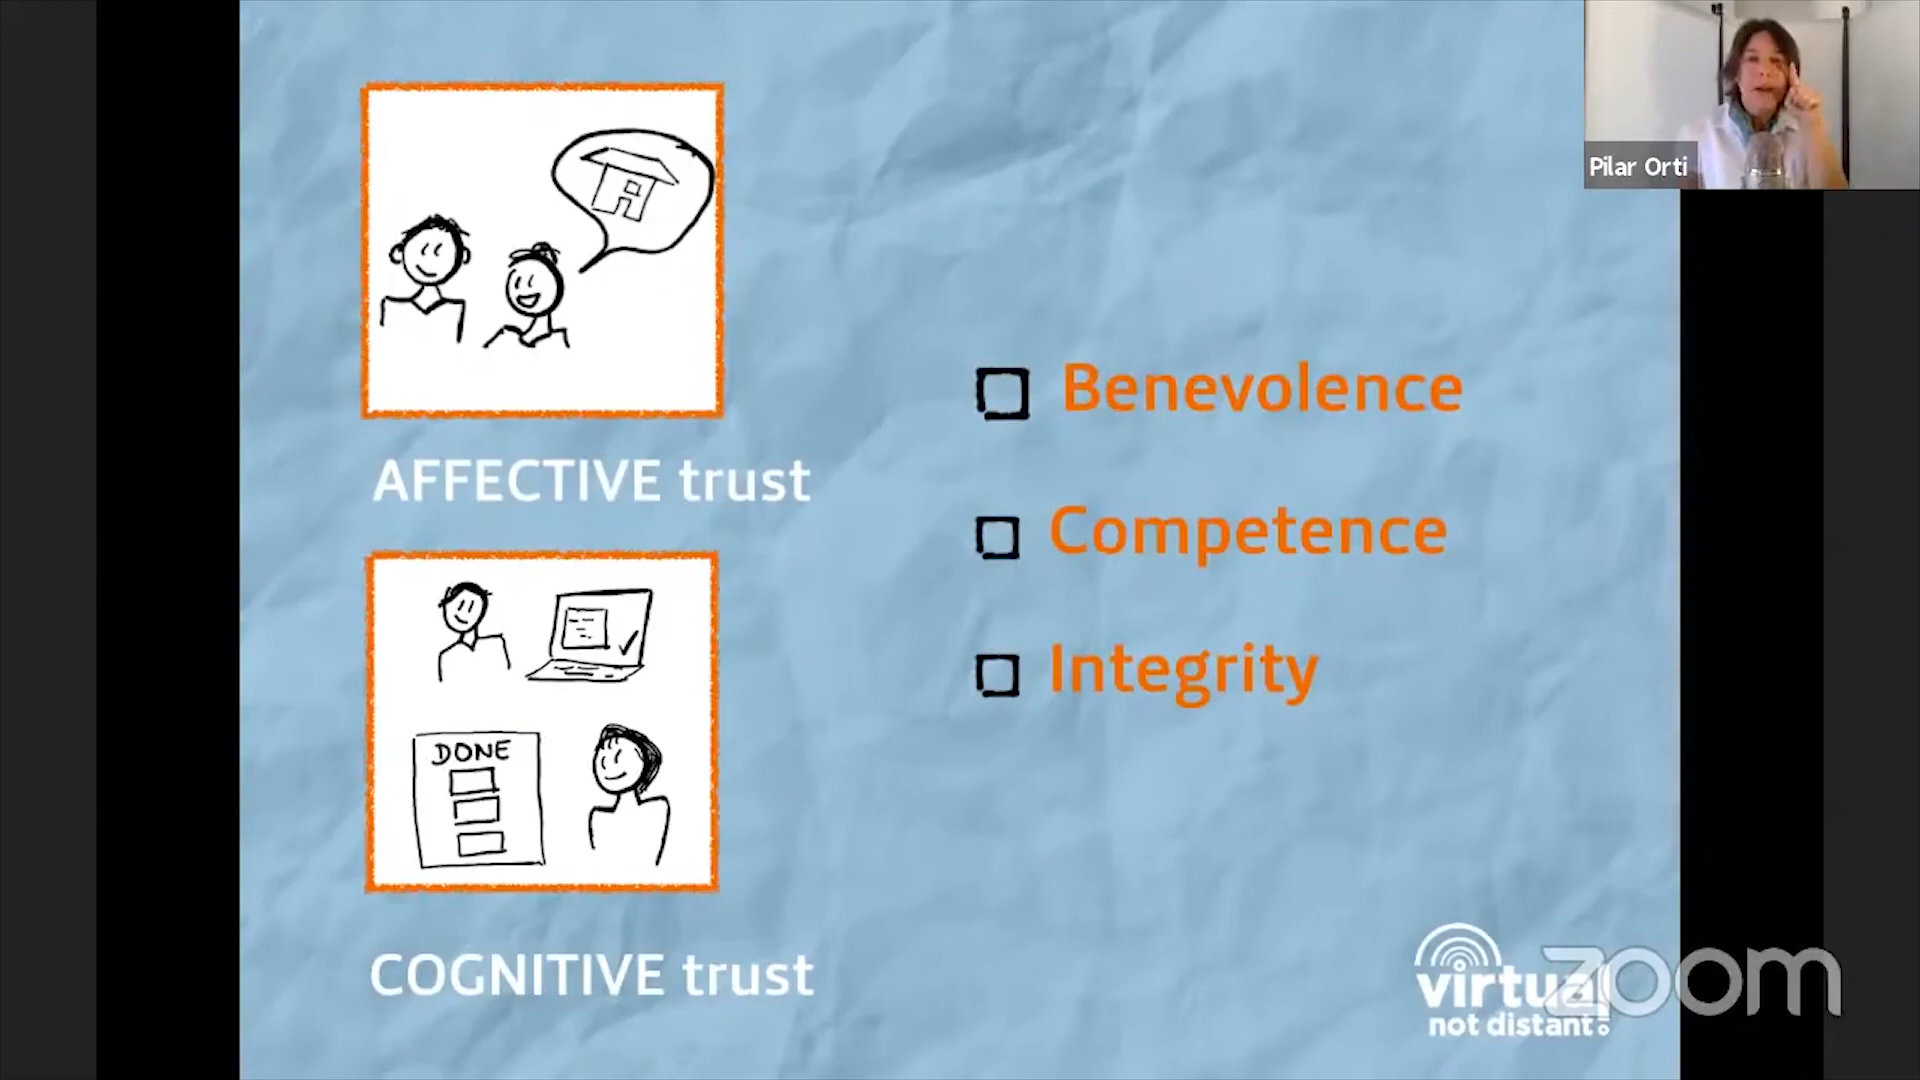 Pilar Orti
AFFECTIVE trust
Benevolence
Competence
Integrity
DONE
COGNITIVE trust
virtual
not distant!
zoom